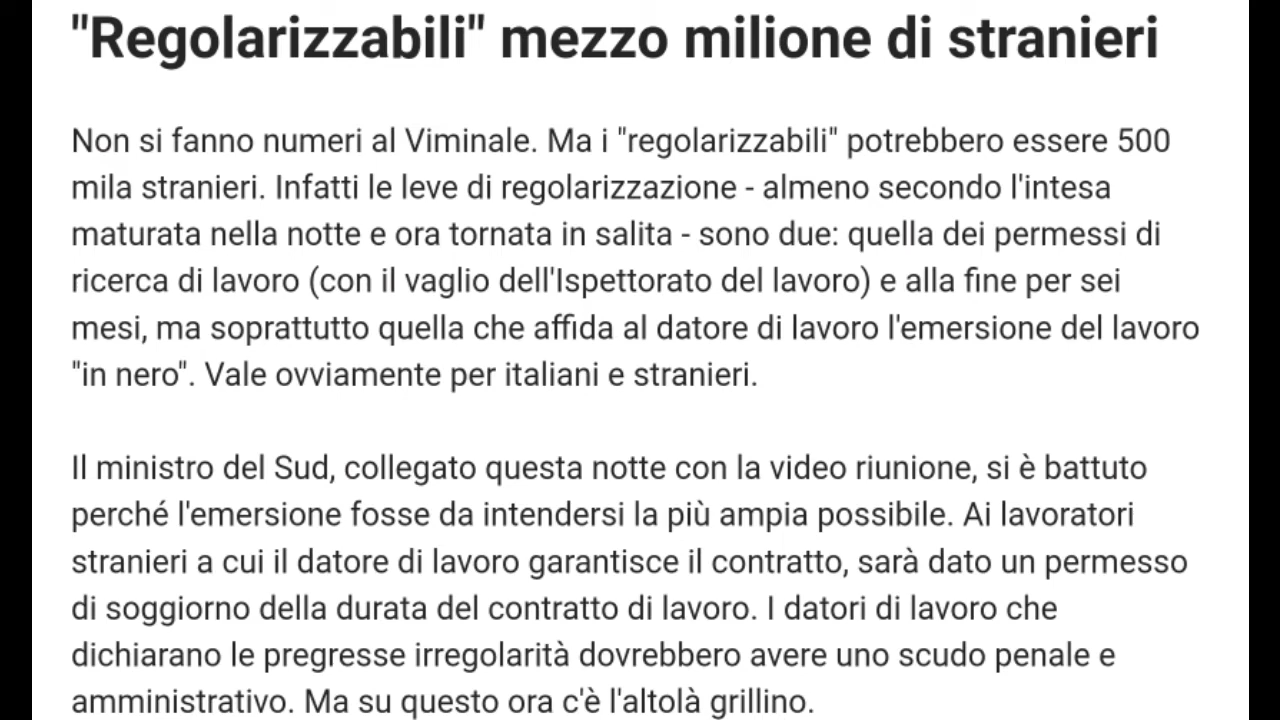 "Regolarizzabili" mezzo milione di stranieri
Non si fanno numeri al Viminale. Ma i "regolarizzabili" potrebbero essere 500
mila stranieri. Infatti le leve di regolarizzazione - almeno secondo l'intesa
maturata nella notte e ora tornata in salita - sono due: quella dei permessi di
ricerca di lavoro (con il vaglio dell'Ispettorato del lavoro) e alla fine per sei
mesi, ma soprattutto quella che affida al datore di lavoro l'emersione del lavoro
"in nero". Vale ovviamente per italiani e stranieri.
Il ministro del Sud, collegato questa notte con la video riunione, si è battuto
perché l'emersione fosse da intendersi la più ampia possibile. Ai lavoratori
stranieri a cui il datore di lavoro garantisce il contratto, sarà dato un permesso
di soggiorno della durata del contratto di lavoro. I datori di lavoro che
dichiarano le pregresse irregolarità dovrebbero avere uno scudo penale e
amministrativo. Ma su questo ora c'è l'altolà grillino.